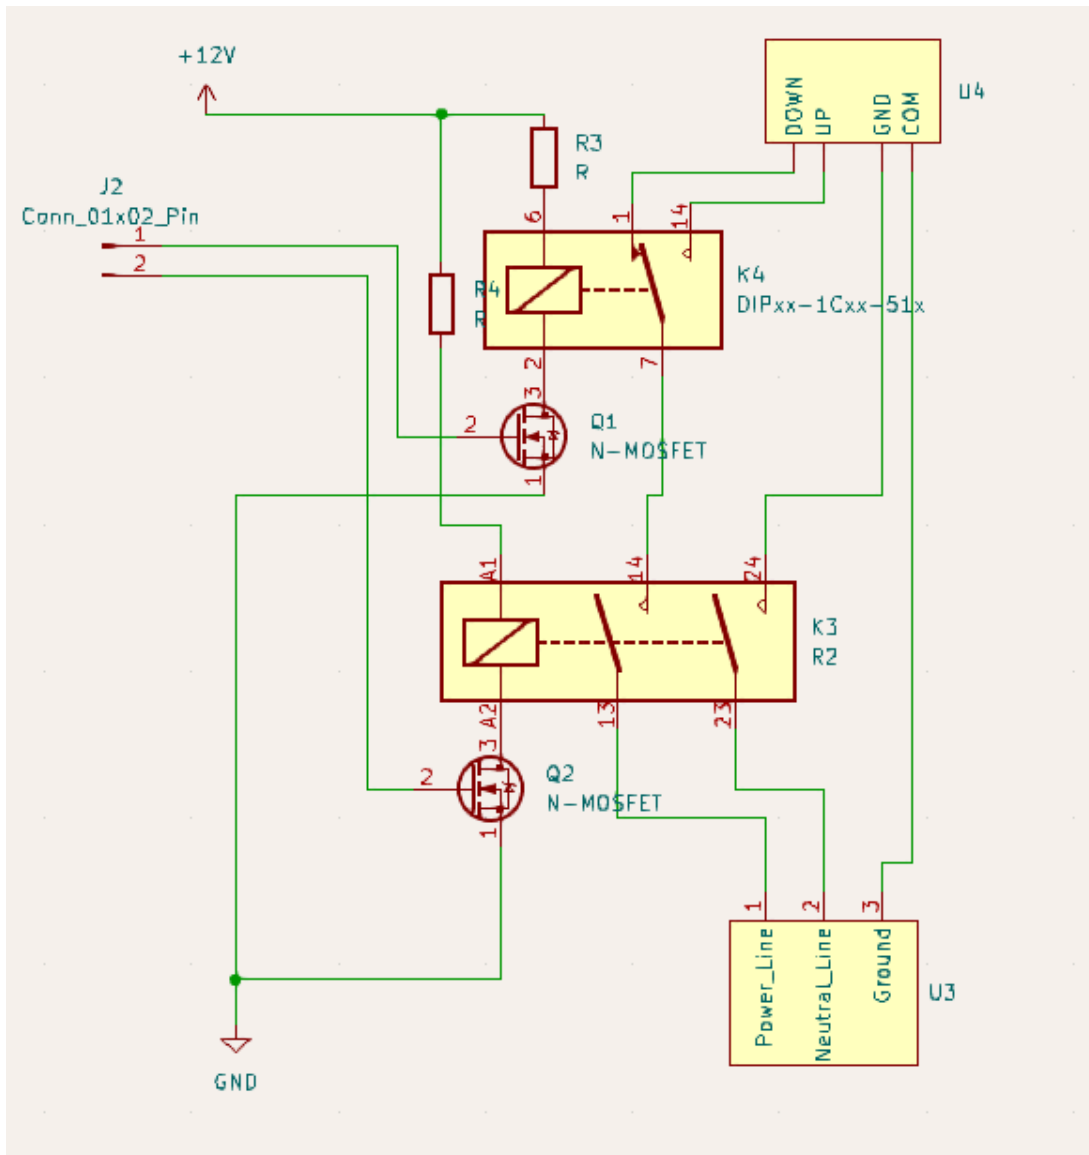 +12V
U4
DOWN
UP
GND
COM
R3
R
J2
Conn_01x02_Pin
1
2
6
1
14
K4
DIPxx-1Cxx-51x
R4
R
2
7
3
2
Q1
N-MOSFET
1
A1
14
24
K3
R2
A2
13
23
3
2
Q2
N-MOSFET
1
1
2
3
Power_Line
Neutral_Line
Ground
U3
GND